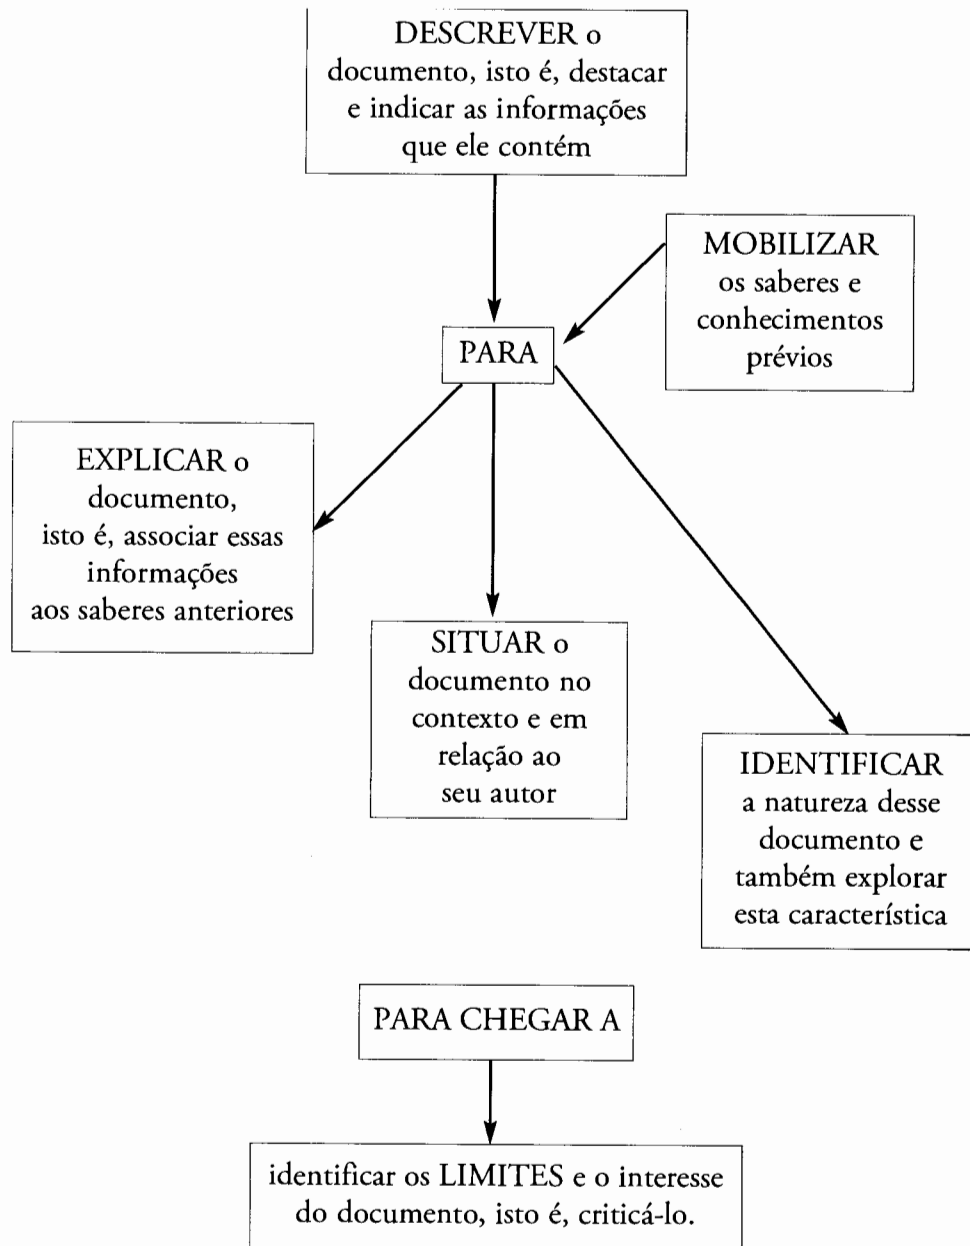 DESCREVER o
documento, isto é, destacar
e indicar as informações
que ele contém
MOBILIZAR
os saberes e
conhecimentos
prévios
PARA
EXPLICAR o
documento,
isto é, associar essas
informações
aos saberes anteriores
SITUAR o
documento no
contexto e em
relação ao
seu autor
IDENTIFICAR
a natureza desse
documento e
também explorar
esta característica
PARA CHEGAR A
identificar os LIMITES e o interesse
do documento, isto é, criticá-lo.